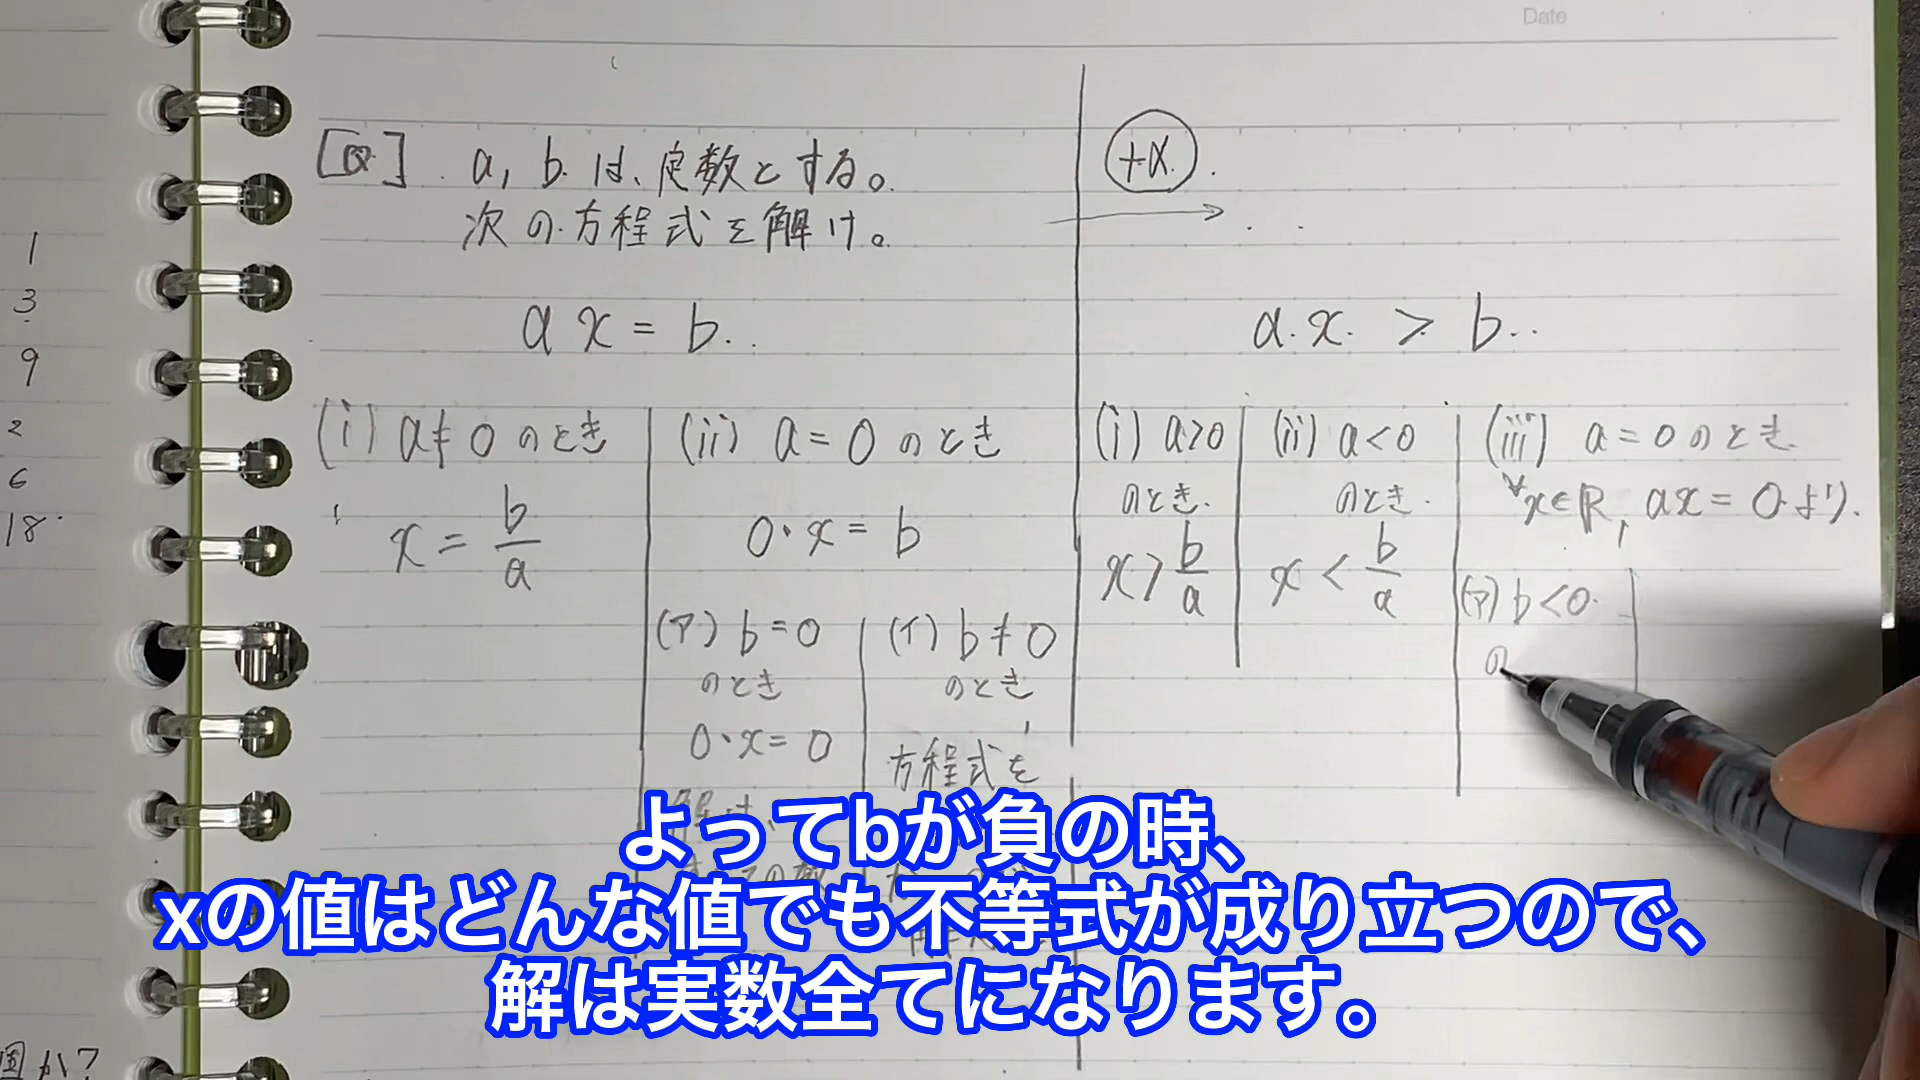 Date
[Q] a, b は、定数とする。
次の方程式を解け。
ax = b
(i) a≠0 のとき
x = b/a
(ii) a=0 のとき
0・x = b
(ア) b=0
のとき
0・x=0
(イ) b≠0
のとき
方程式を
+α
a x > b
(i) a>0
のとき
x > b/a
(ii) a<0
のとき
x < b/a
(iii) a=0のとき
∀x∈R, ax=0より
(ア) b<0
の
1
3
9
2
6
18
個か?
よってbが負の時、
xの値はどんな値でも不等式が成り立つので、
解は実数全てになります。